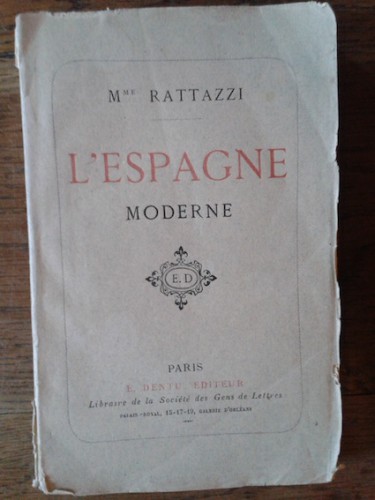 Mᴹᴱ RATTAZZI
L'ESPAGNE
MODERNE
E.D
PARIS
E. DENTU, EDITEUR
Libraire de la Société des Gens de Lettres
PALAIS-ROYAL, 15-17-19, GALERIE D'ORLÉANS